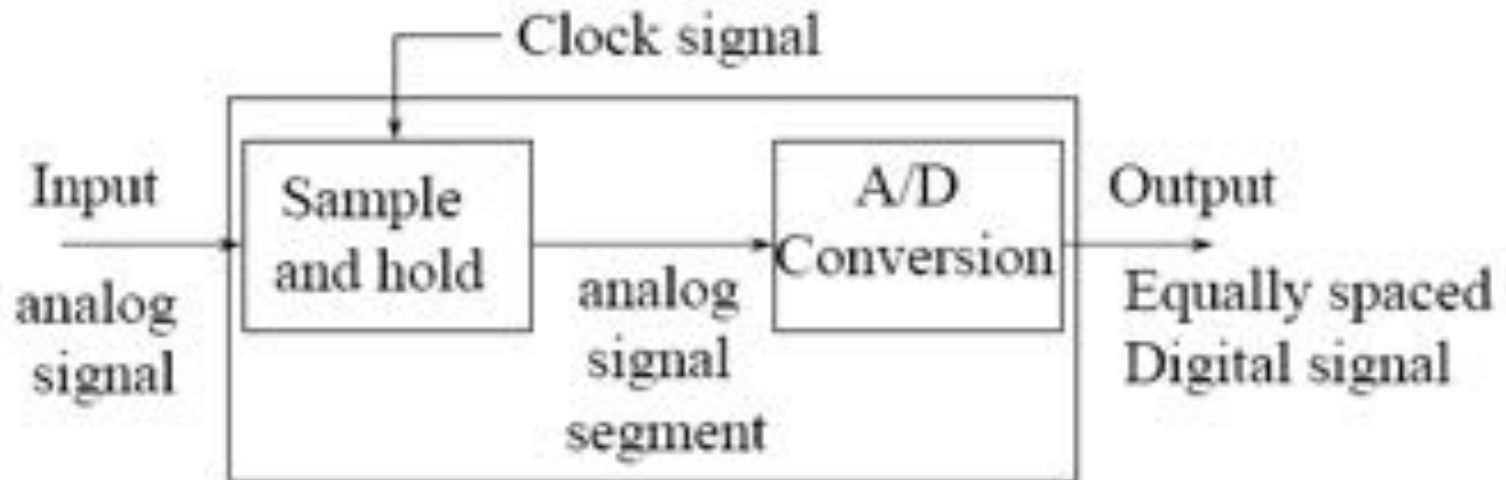 Clock signal
Input
analog
signal
Sample
and hold
analog
signal
segment
A/D
Conversion
Output
Equally spaced
Digital signal